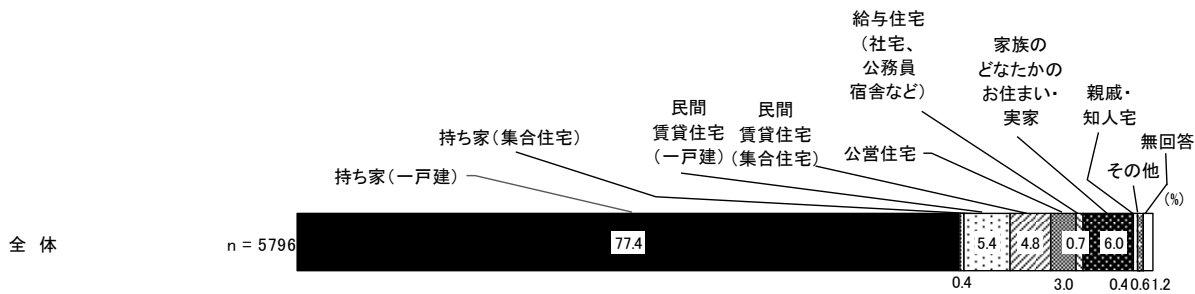 給与住宅
(社宅、
公務員
宿舎など)
家族の
どなたかの
お住まい・
実家
親戚・
知人宅
無回答
民間
賃貸住宅
(一戸建)
民間
賃貸住宅
(集合住宅)
持ち家(集合住宅)
公営住宅
その他
持ち家(一戸建)
(%)
全 体
n = 5796
77.4
5.4
4.8
0.7
6.0
0.4
3.0
0.4
0.6
1.2